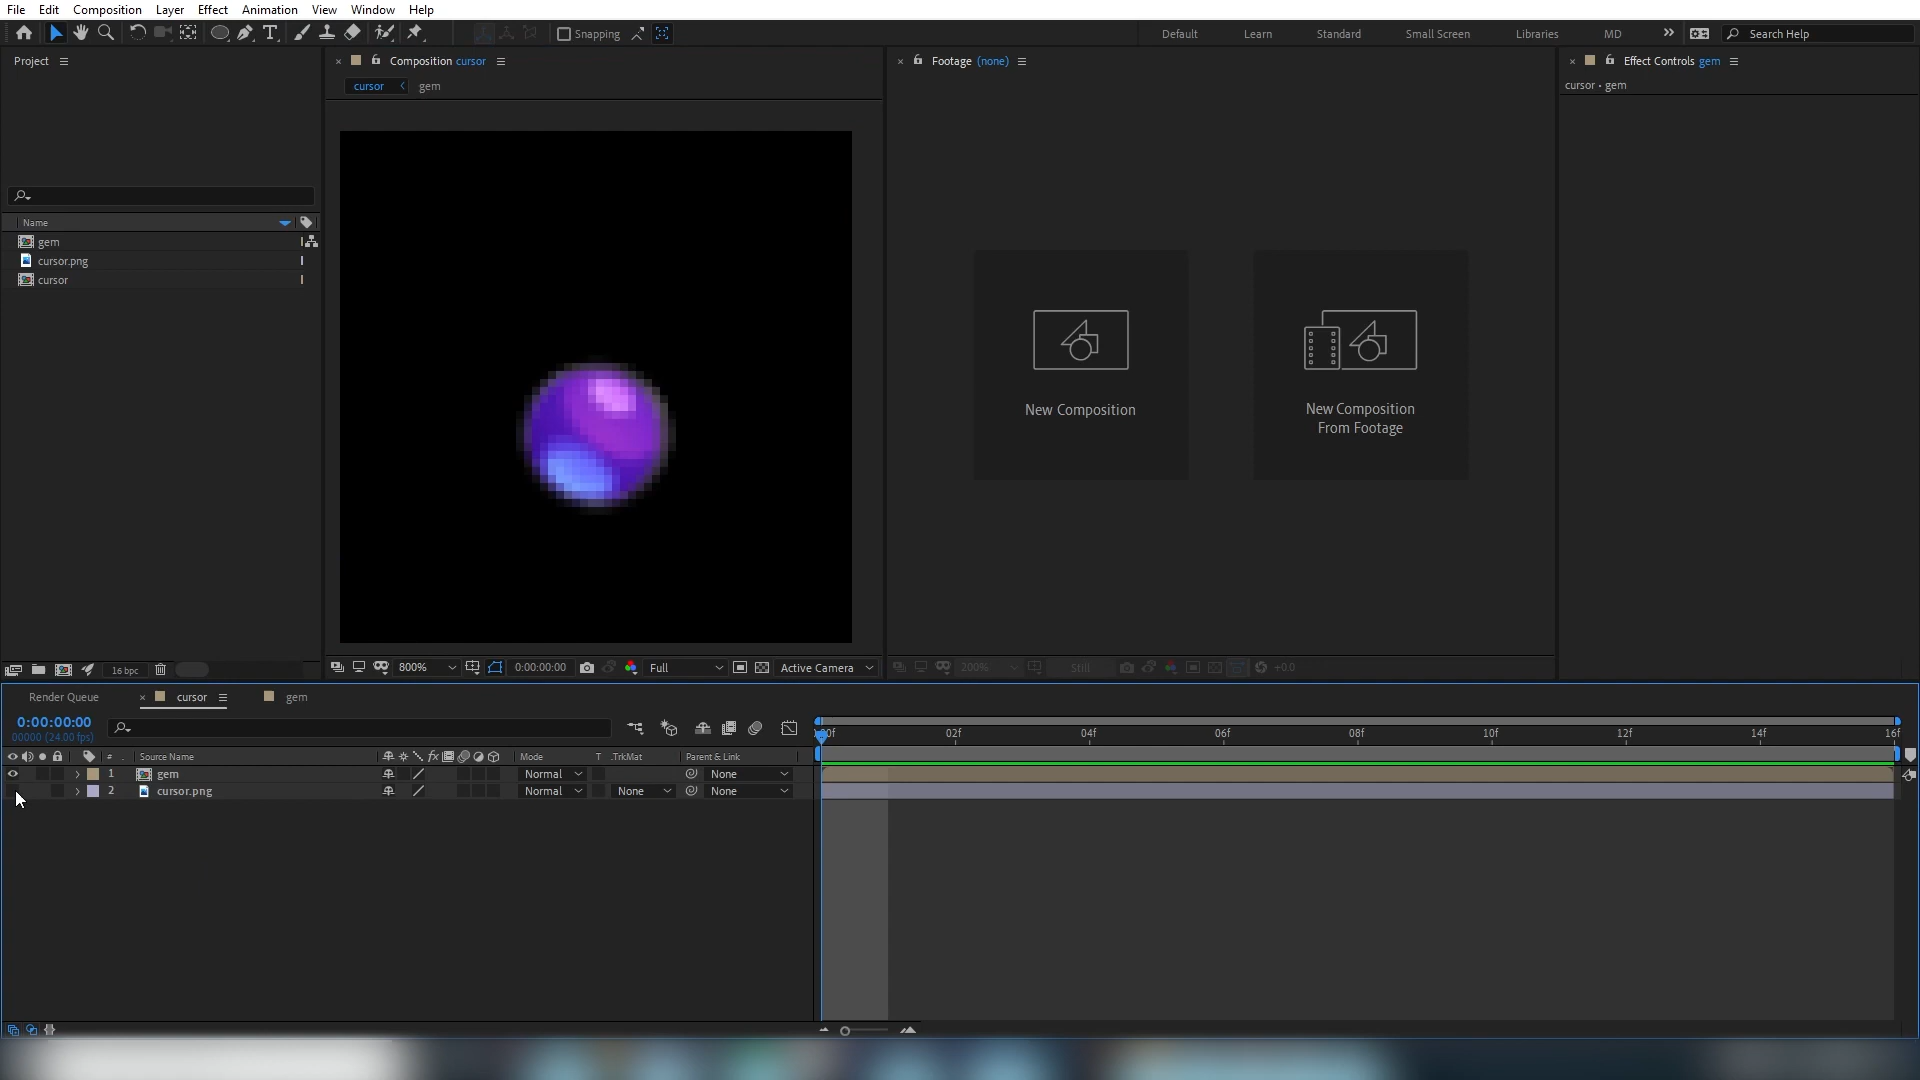 File Edit Composition Layer Effect Animation View Window Help
Snapping
Default Learn Standard Small Screen Libraries MD
Search Help
Project
Composition cursor
Footage (none)
Effect Controls gem
cursor gem
cursor • gem
Name
gem
cursor.png
cursor
New Composition
New Composition
From Footage
16 bpc
800% 0:00:00:00 Full Active Camera
200% Still +0.0
Render Queue cursor gem
0:00:00:00
00000 (24.00 fps)
02f 04f 06f 08f 10f 12f 14f 16f
# Source Name Mode T .TrkMat Parent & Link
1 gem Normal None
2 cursor.png Normal None None